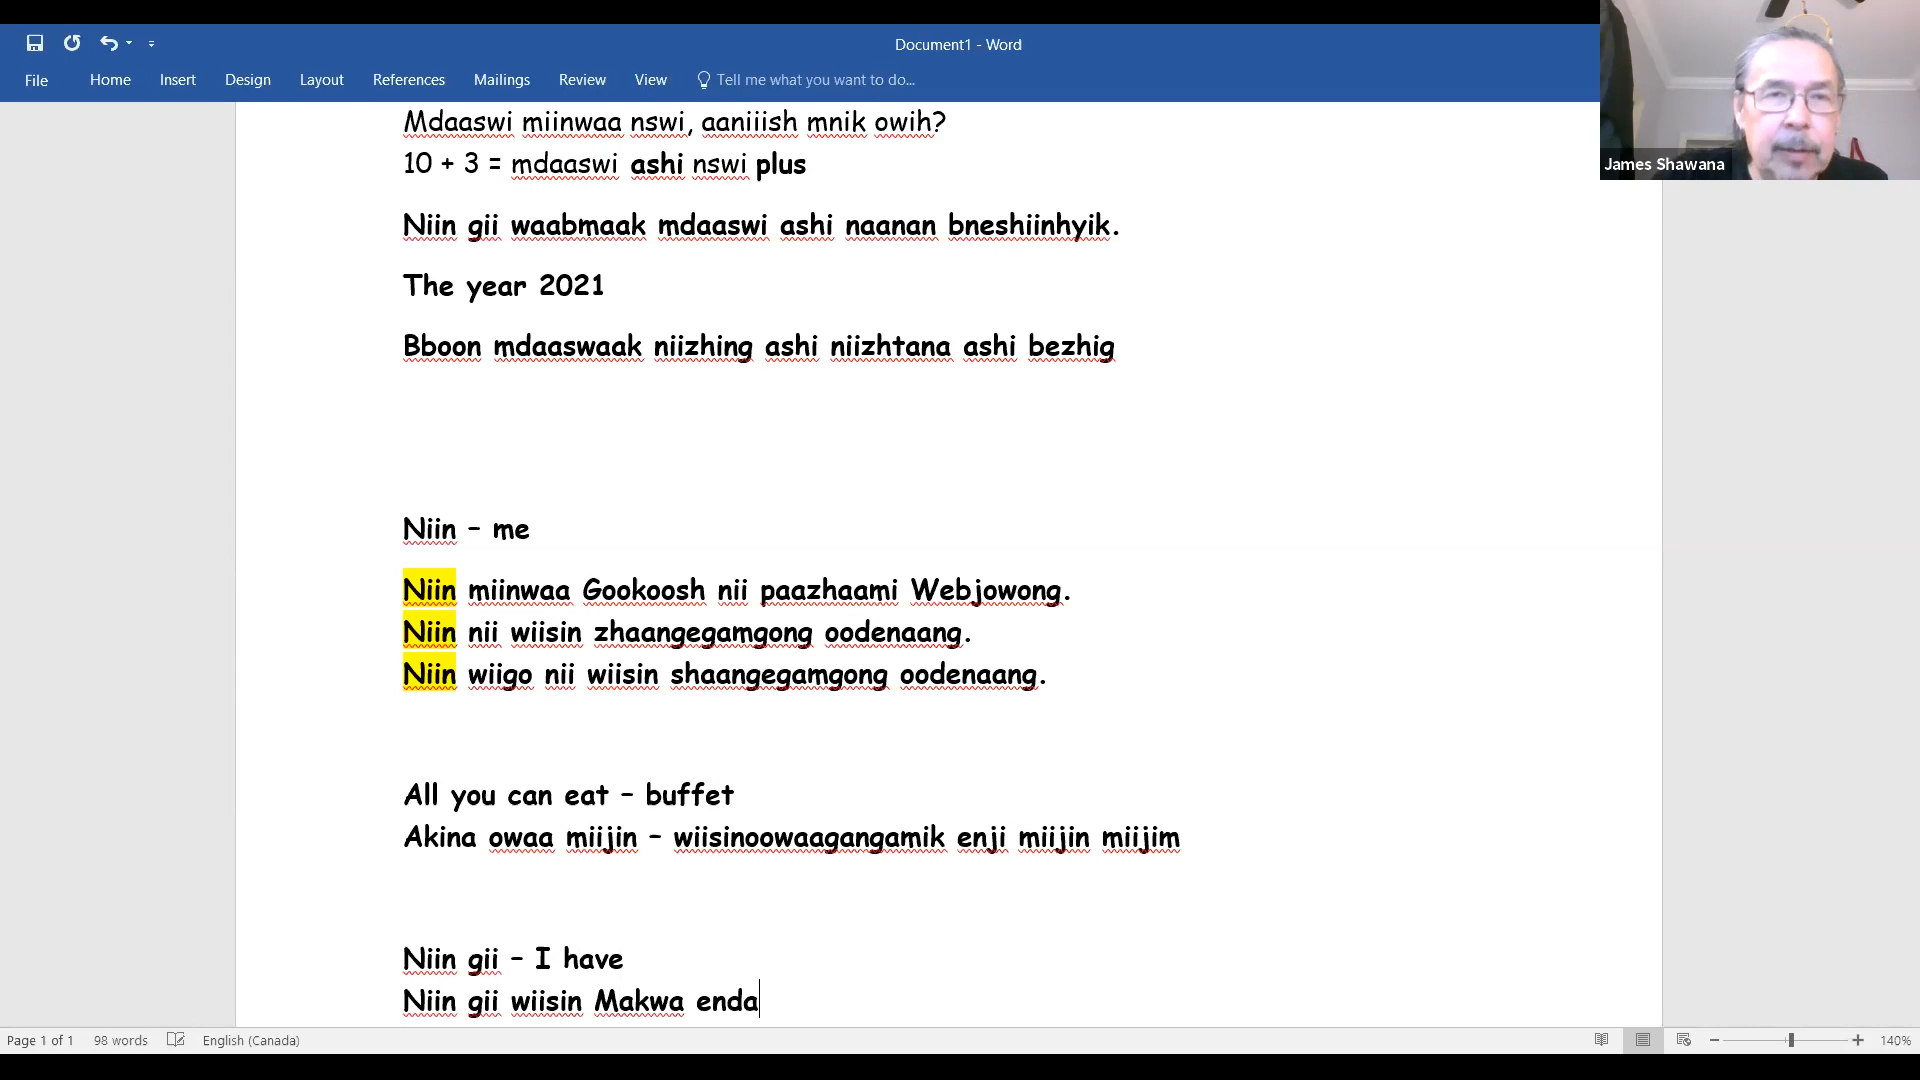 Document1 - Word
File Home Insert Design Layout References Mailings Review View Tell me what you want to do...
James Shawana
Mdaaswi miinwaa nswi, aaniiish mnik owih?
10 + 3 = mdaaswi ashi nswi plus
Niin gii waabmaak mdaaswi ashi naanan bneshiinhyik.
The year 2021
Bboon mdaaswaak niizhing ashi niizhtana ashi bezhig
Niin – me
Niin miinwaa Gookoosh nii paazhaami Webjowong.
Niin nii wiisin zhaangegamgong oodenaang.
Niin wiigo nii wiisin shaangegamgong oodenaang.
All you can eat – buffet
Akina owaa miijin – wiisinoowaagangamik enji miijin miijim
Niin gii – I have
Niin gii wiisin Makwa enda
Page 1 of 1 98 words English (Canada) 140%